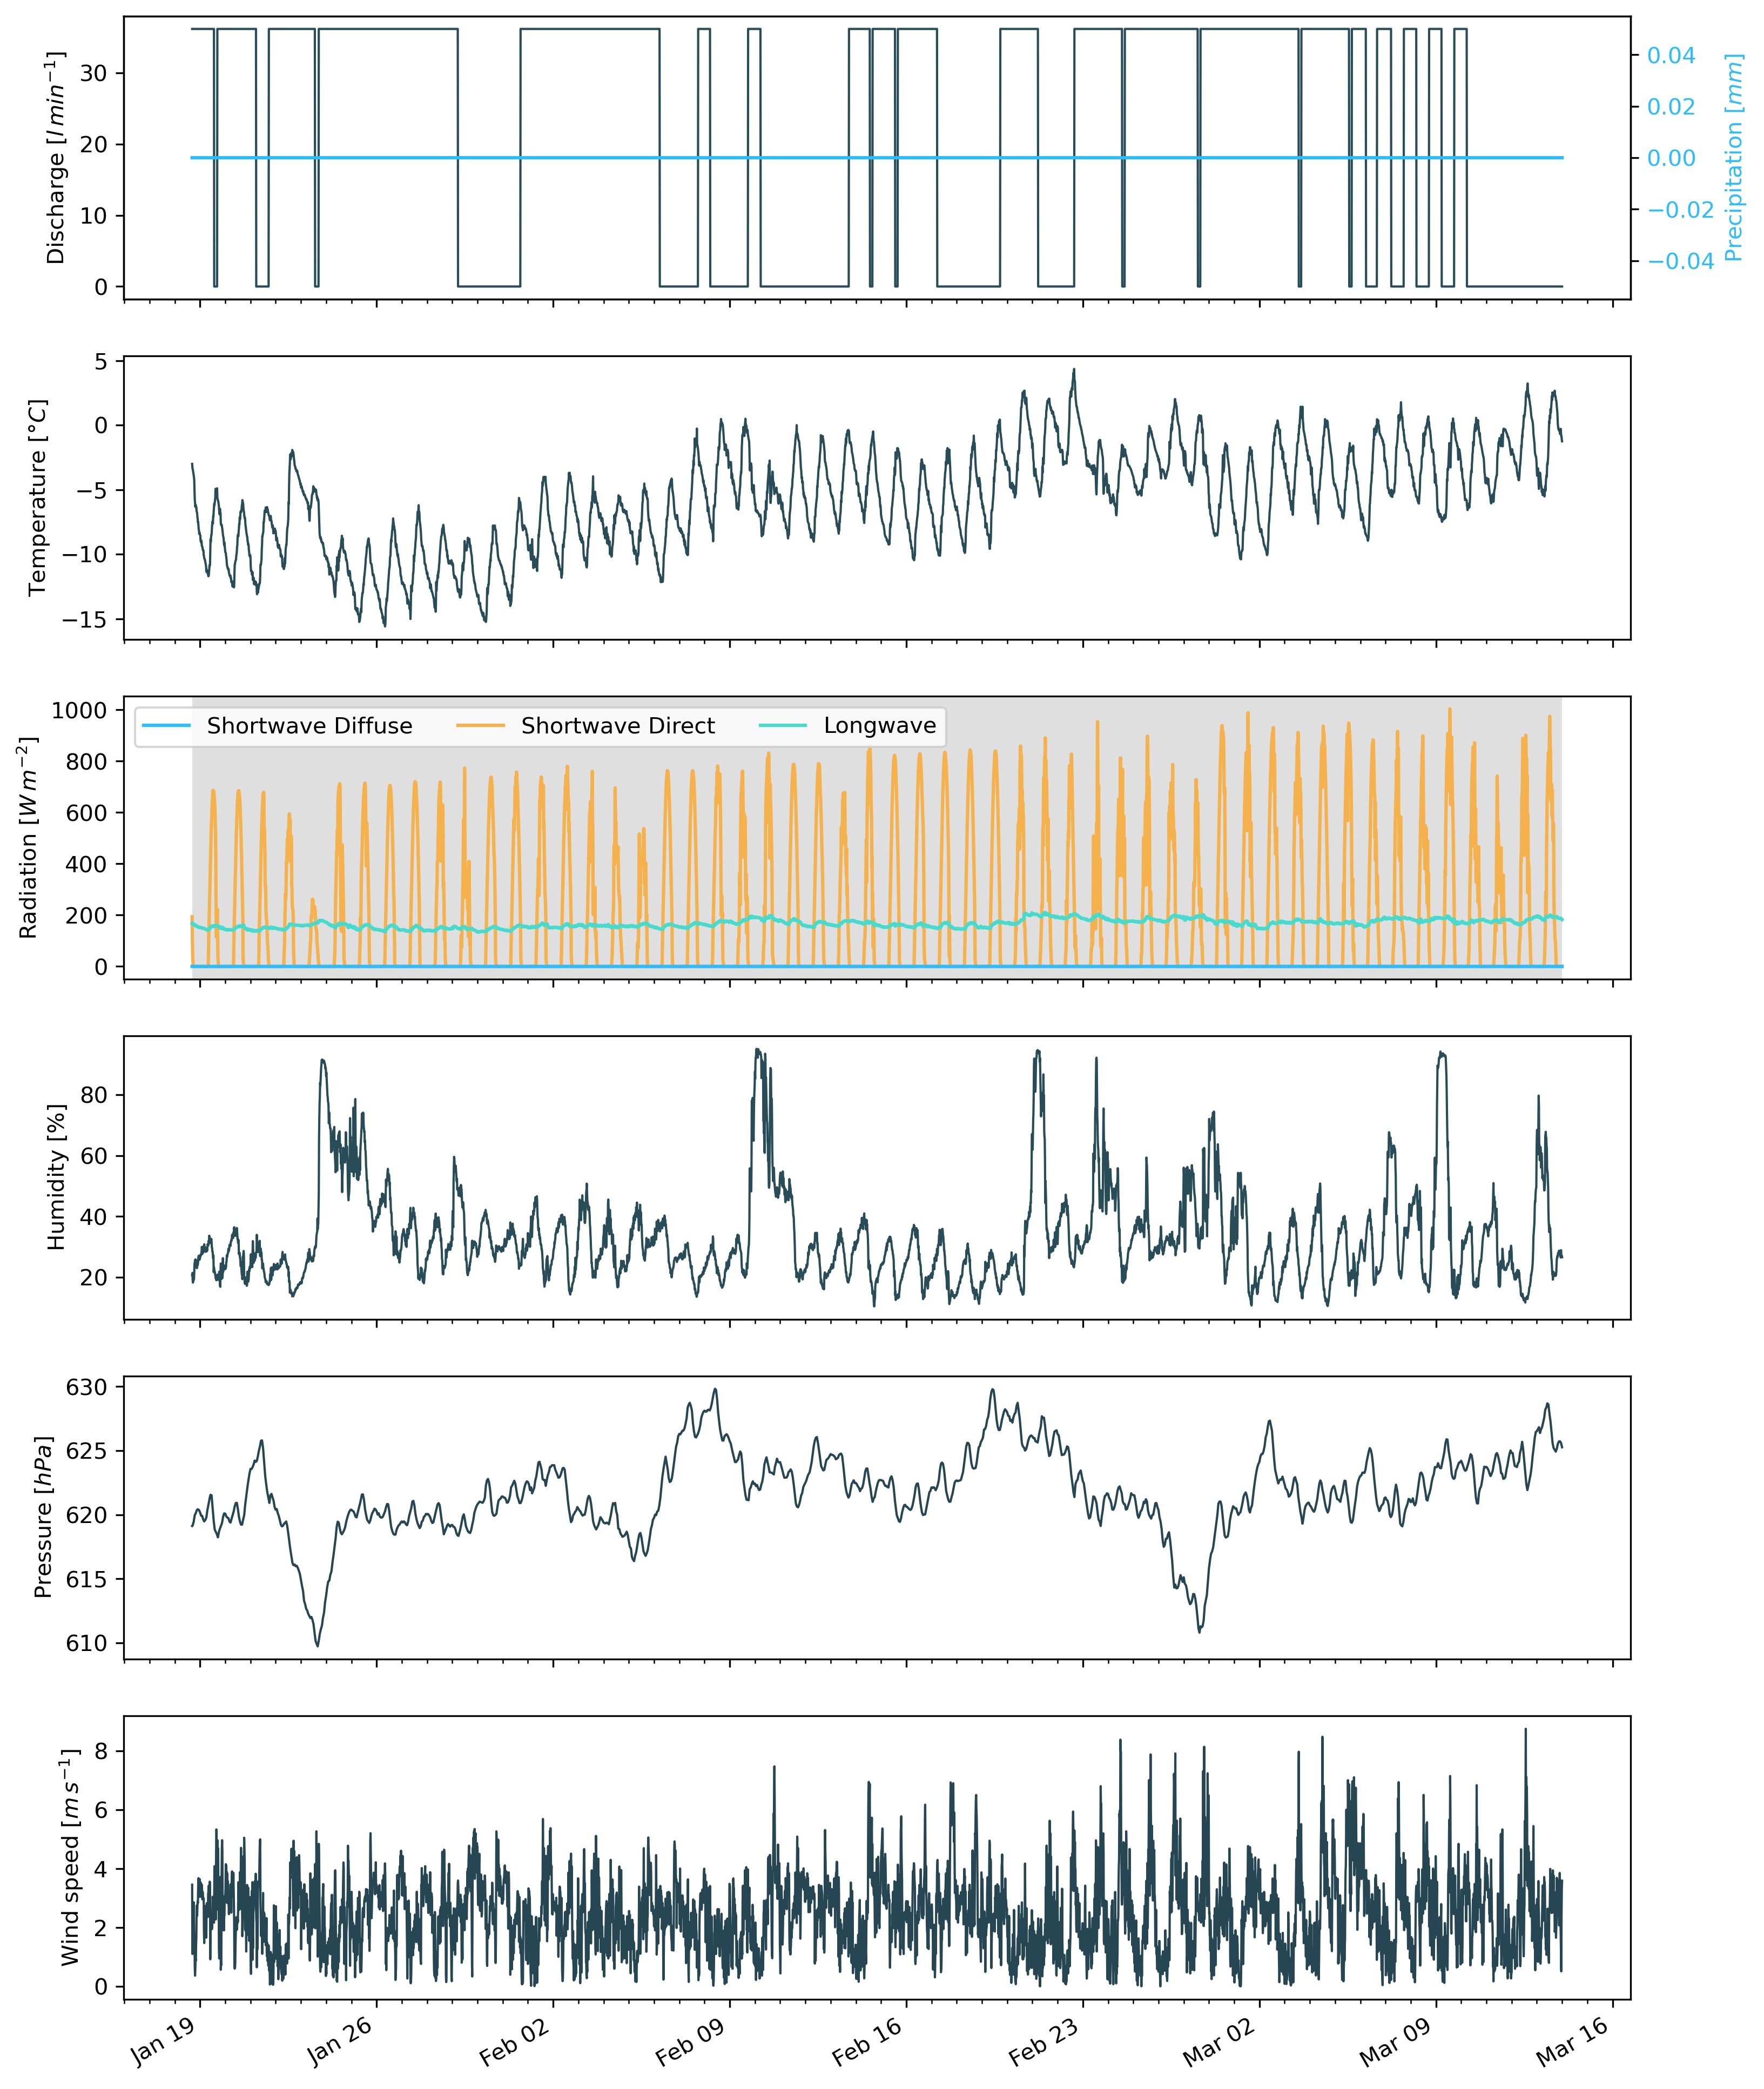 Discharge [l min⁻¹]
30
20
10
0
0.04
0.02
0.00
−0.02
−0.04
Precipitation [mm]
Temperature [°C]
5
0
−5
−10
−15
Radiation [W m⁻²]
1000
800
600
400
200
0
Shortwave Diffuse
Shortwave Direct
Longwave
Humidity [%]
80
60
40
20
Pressure [hPa]
630
625
620
615
610
Wind speed [m s⁻¹]
8
6
4
2
0
Jan 19
Jan 26
Feb 02
Feb 09
Feb 16
Feb 23
Mar 02
Mar 09
Mar 16